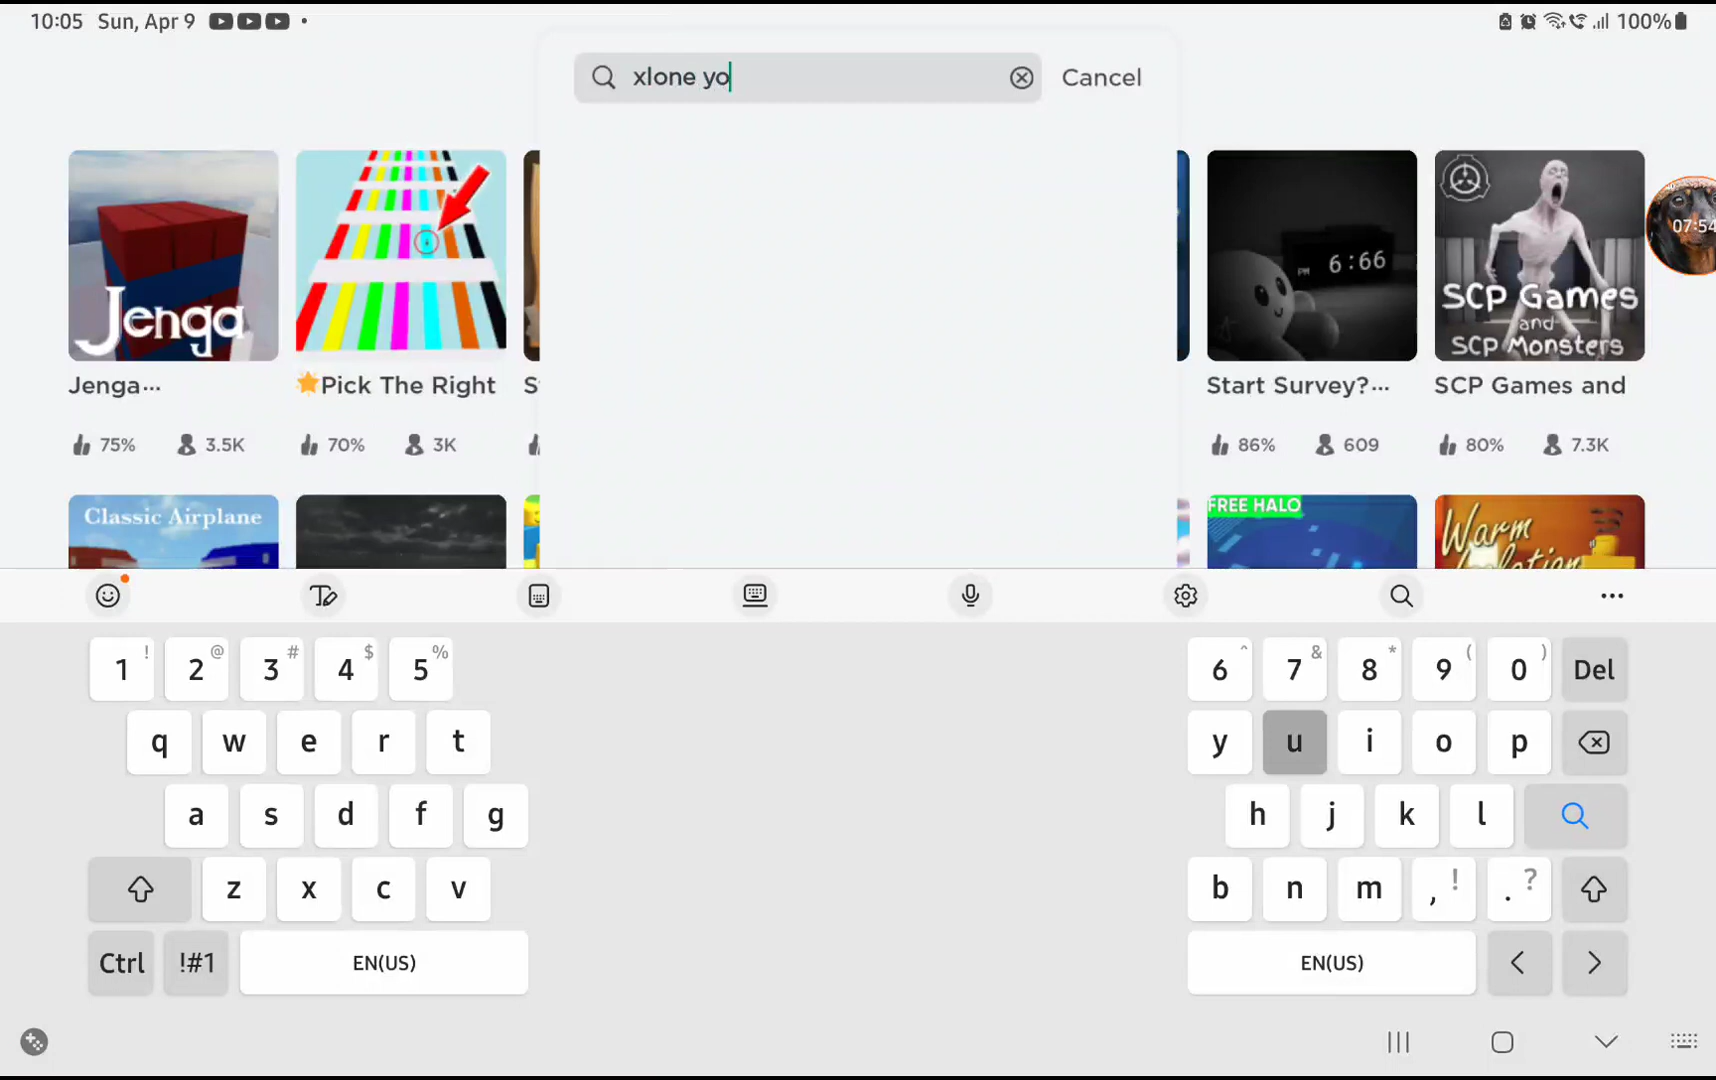 10:05 Sun, Apr 9
100%
xlone yo
Cancel
Jenga
6:66
PM
SCP Games
and
SCP Monsters
07:54
Jenga...
Pick The Right
S
Start Survey?...
SCP Games and
75% 3.5K
70% 3K
86% 609
80% 7.3K
Classic Airplane
FREE HALO
Warm
! @ # $ %
1 2 3 4 5
^ & * ( )
6 7 8 9 0 Del
q w e r t
y u i o p
a s d f g
h j k l
z x c v
b n m , ! . ?
Ctrl !#1 EN(US)
EN(US) < >